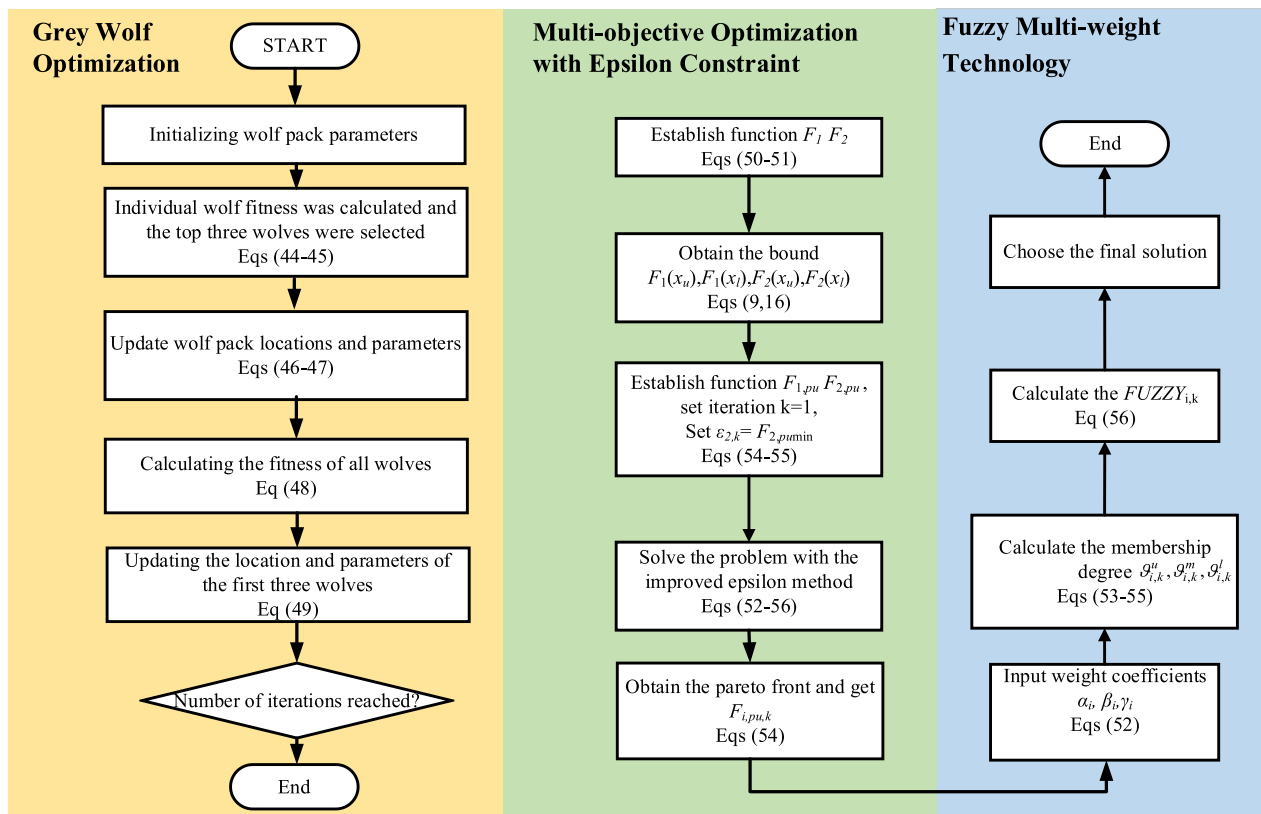 Grey Wolf
Optimization
START
Initializing wolf pack parameters
Individual wolf fitness was calculated and
the top three wolves were selected
Eqs (44-45)
Update wolf pack locations and parameters
Eqs (46-47)
Calculating the fitness of all wolves
Eq (48)
Updating the location and parameters of
the first three wolves
Eq (49)
Number of iterations reached?
End
Multi-objective Optimization
with Epsilon Constraint
Establish function F₁ F₂
Eqs (50-51)
Obtain the bound
F₁(xᵤ),F₁(xₗ),F₂(xᵤ),F₂(xₗ)
Eqs (9,16)
Establish function F₁,pu F₂,pu ,
set iteration k=1,
Set ε₂,k= F₂,pumin
Eqs (54-55)
Solve the problem with the
improved epsilon method
Eqs (52-56)
Obtain the pareto front and get
Fi,pu,k
Eqs (54)
Fuzzy Multi-weight
Technology
End
Choose the final solution
Calculate the FUZZYi,k
Eq (56)
Calculate the membership
degree ϑᵘi,k, ϑᵐi,k, ϑˡi,k
Eqs (53-55)
Input weight coefficients
αi, βi,γi
Eqs (52)